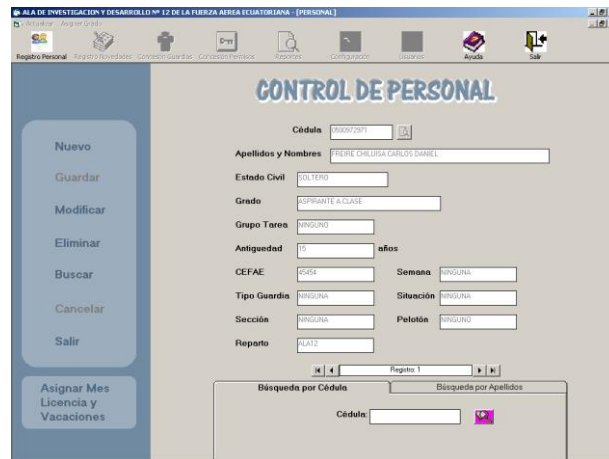 ALA DE INVESTIGACION Y DESARROLLO Nº 12 DE LA FUERZA AEREA ECUATORIANA - [PERSONAL]
Actualizar Asignar Grado
Registro Personal Registro Novedades Concesión Guardias Concesión Permisos Reportes Configuración Usuarios Ayuda Salir
CONTROL DE PERSONAL
Nuevo
Guardar
Modificar
Eliminar
Buscar
Cancelar
Salir
Asignar Mes
Licencia y
Vacaciones
Cédula 0500972971
Apellidos y Nombres FREIRE CHILUISA CARLOS DANIEL
Estado Civil SOLTERO
Grado ASPIRANTE A CLASE
Grupo Tarea NINGUNO
Antiguedad 15 años
CEFAE 45454 Semana NINGUNA
Tipo Guardia NINGUNA Situación NINGUNA
Sección NINGUNA Pelotón NINGUNO
Reparto ALA12
Registro: 1
Búsqueda por Cédula Búsqueda por Apellidos
Cédula: